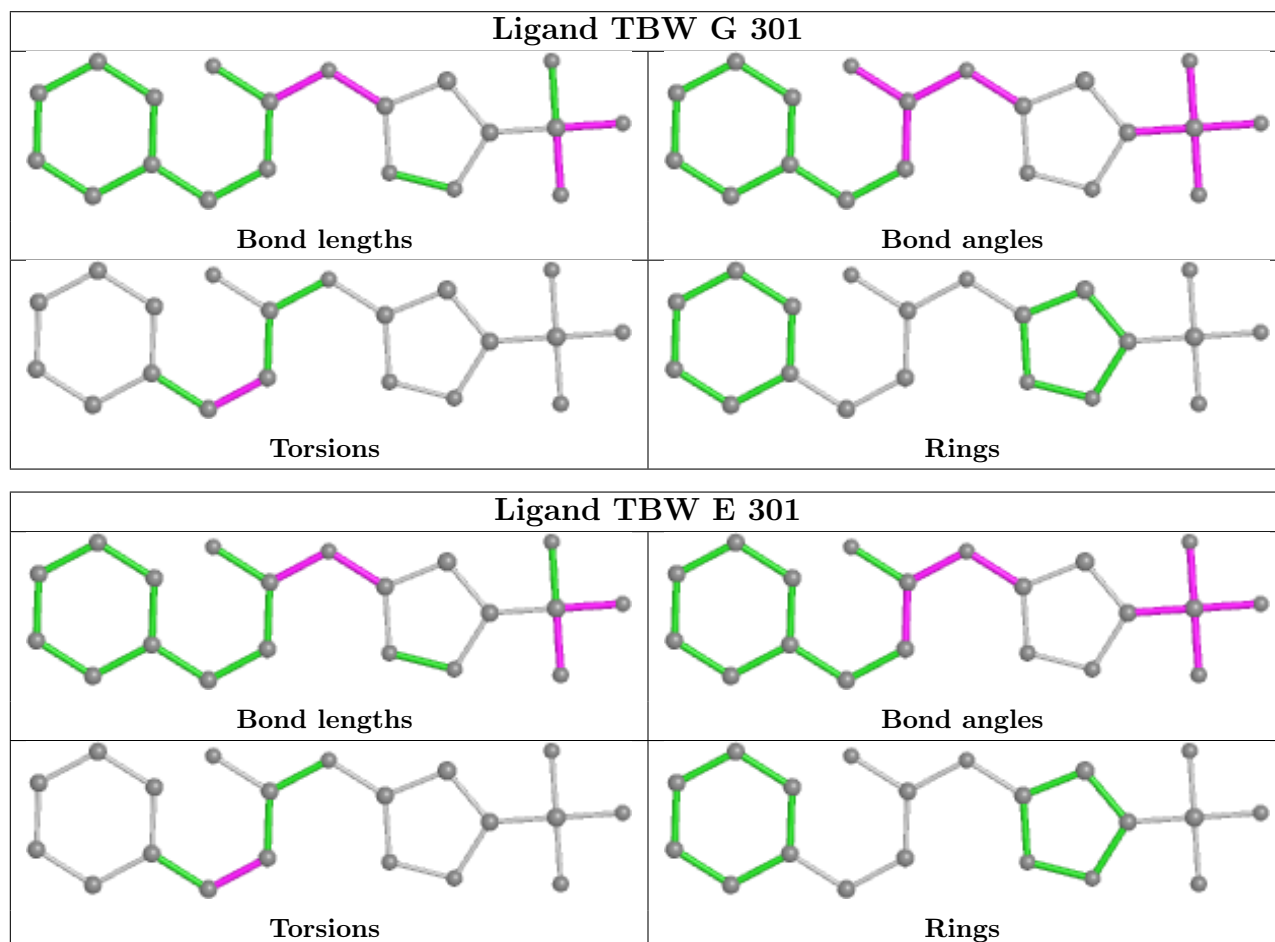 Ligand TBW G 301
Bond lengths
Bond angles
Torsions
Rings
Ligand TBW E 301
Bond lengths
Bond angles
Torsions
Rings